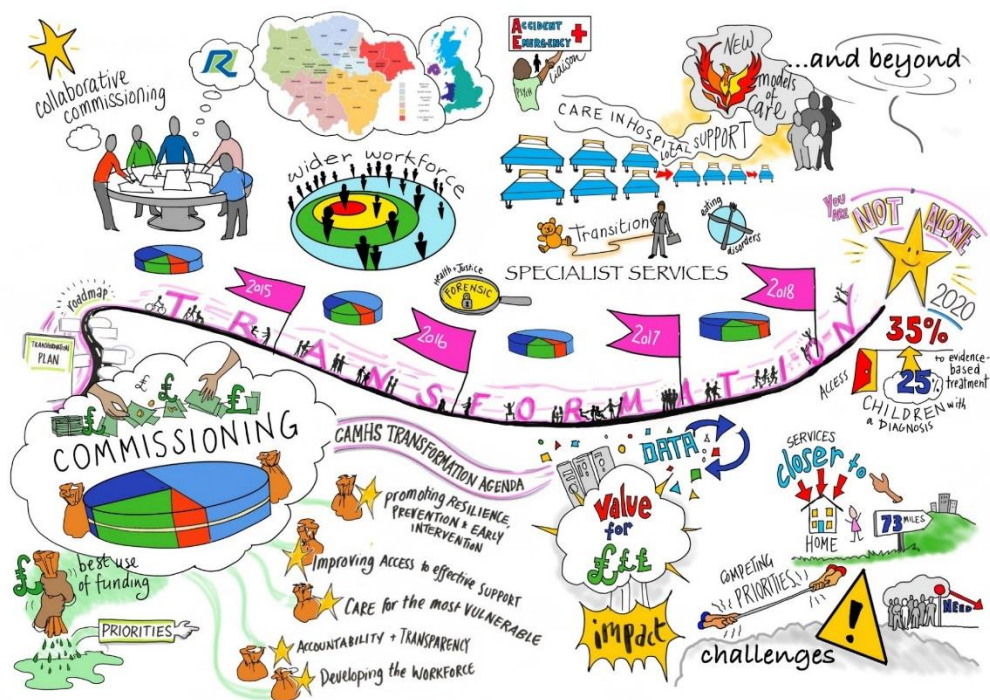 collaborative
commissioning
R
wider workforce
ACCIDENT
EMERGENCY
Liaison
PSYCH
CARE IN HOSPITAL
LOCAL SUPPORT
NEW
models
of
Care
...and beyond
Transition
eating
disorders
SPECIALIST SERVICES
Health & Justice
FORENSIC
YOU ARE
NOT ALONE
2020
roadmap
TRANSFORMATION
PLAN
2015
2016
2017
2018
TRANSFORMATION
35%
25%
ACCESS
to evidence-
based
treatment
CHILDREN with
a DIAGNOSIS
£ £
£ £
COMMISSIONING
CAMHS TRANSFORMATION AGENDA
promoting RESILIENCE,
PREVENTION & EARLY
INTERVENTION
Improving Access to effective SUPPORT
CARE for the most VULNERABLE
ACCOUNTABILITY + TRANSPARENCY
Developing the WORKFORCE
£
best use
of funding
PRIORITIES
DATA
value
for
£££
impact
SERVICES
closer to
HOME
73 MILES
COMPETING
PRIORITIES!
!
NEED
challenges